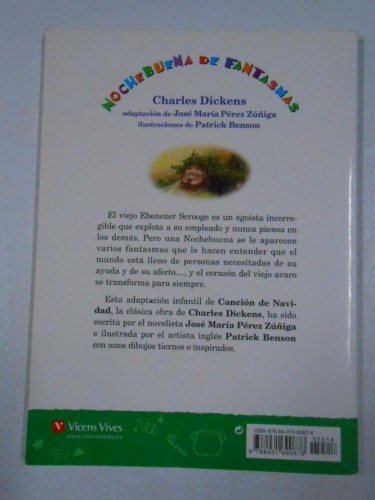 NOCHEBUENA DE FANTASMAS
Charles Dickens
adaptación de José María Pérez Zúñiga
ilustraciones de Patrick Benson
El viejo Ebenezer Scrooge es un egoísta incorre-
gible que explota a su empleado y nunca piensa en
los demás. Pero una Nochebuena se le aparecen
varios fantasmas que le hacen entender que el
mundo está lleno de personas necesitadas de su
ayuda y de su afecto..., y el corazón del viejo avaro
se transforma para siempre.
Esta adaptación infantil de Canción de Navi-
dad, la clásica obra de Charles Dickens, ha sido
escrita por el novelista José María Pérez Zúñiga
e ilustrada por el artista inglés Patrick Benson
con unos dibujos tiernos e inspirados.
Vicens Vives